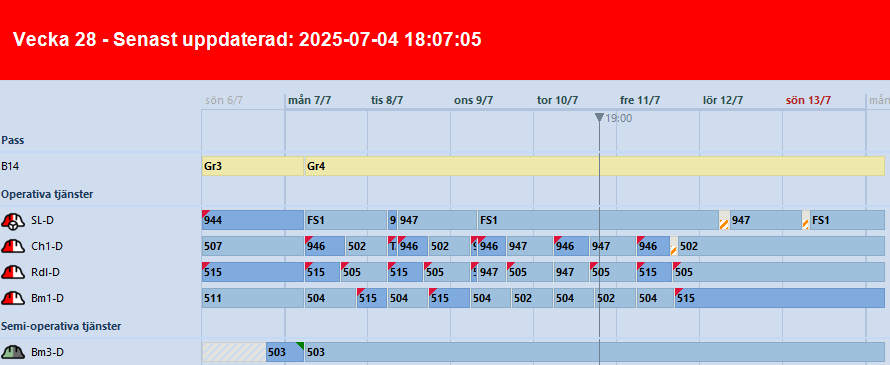 Vecka 28 - Senast uppdaterad: 2025-07-04 18:07:05
sön 6/7 mån 7/7 tis 8/7 ons 9/7 tor 10/7 fre 11/7 lör 12/7 sön 13/7 mån
19:00
Pass
B14 Gr3 Gr4
Operativa tjänster
SL-D 944 FS1 9 947 FS1 947 FS1
Ch1-D 507 946 502 T 946 502 946 947 946 947 946 502
Rdl-D 515 515 505 515 505 947 505 947 505 515 505
Bm1-D 511 504 515 504 515 504 502 504 502 504 515
Semi-operativa tjänster
Bm3-D 503 503